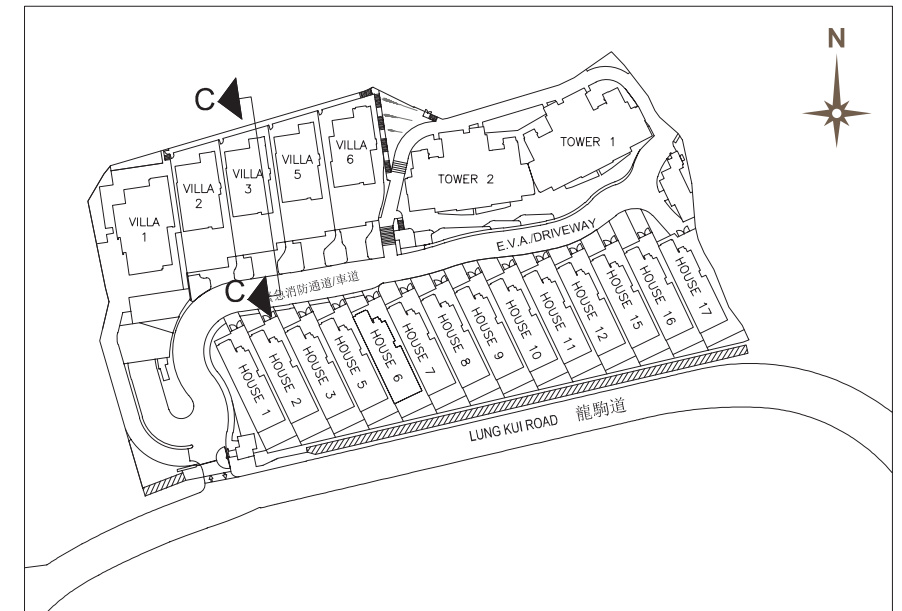 N
C
VILLA
1
VILLA
2
VILLA
3
VILLA
5
VILLA
6
TOWER 2
TOWER 1
E.V.A./DRIVEWAY
C
緊急消防通道/車道
HOUSE 1
HOUSE 2
HOUSE 3
HOUSE 5
HOUSE 6
HOUSE 7
HOUSE 8
HOUSE 9
HOUSE 10
HOUSE 11
HOUSE 12
HOUSE 15
HOUSE 16
HOUSE 17
LUNG KUI ROAD 龍駒道